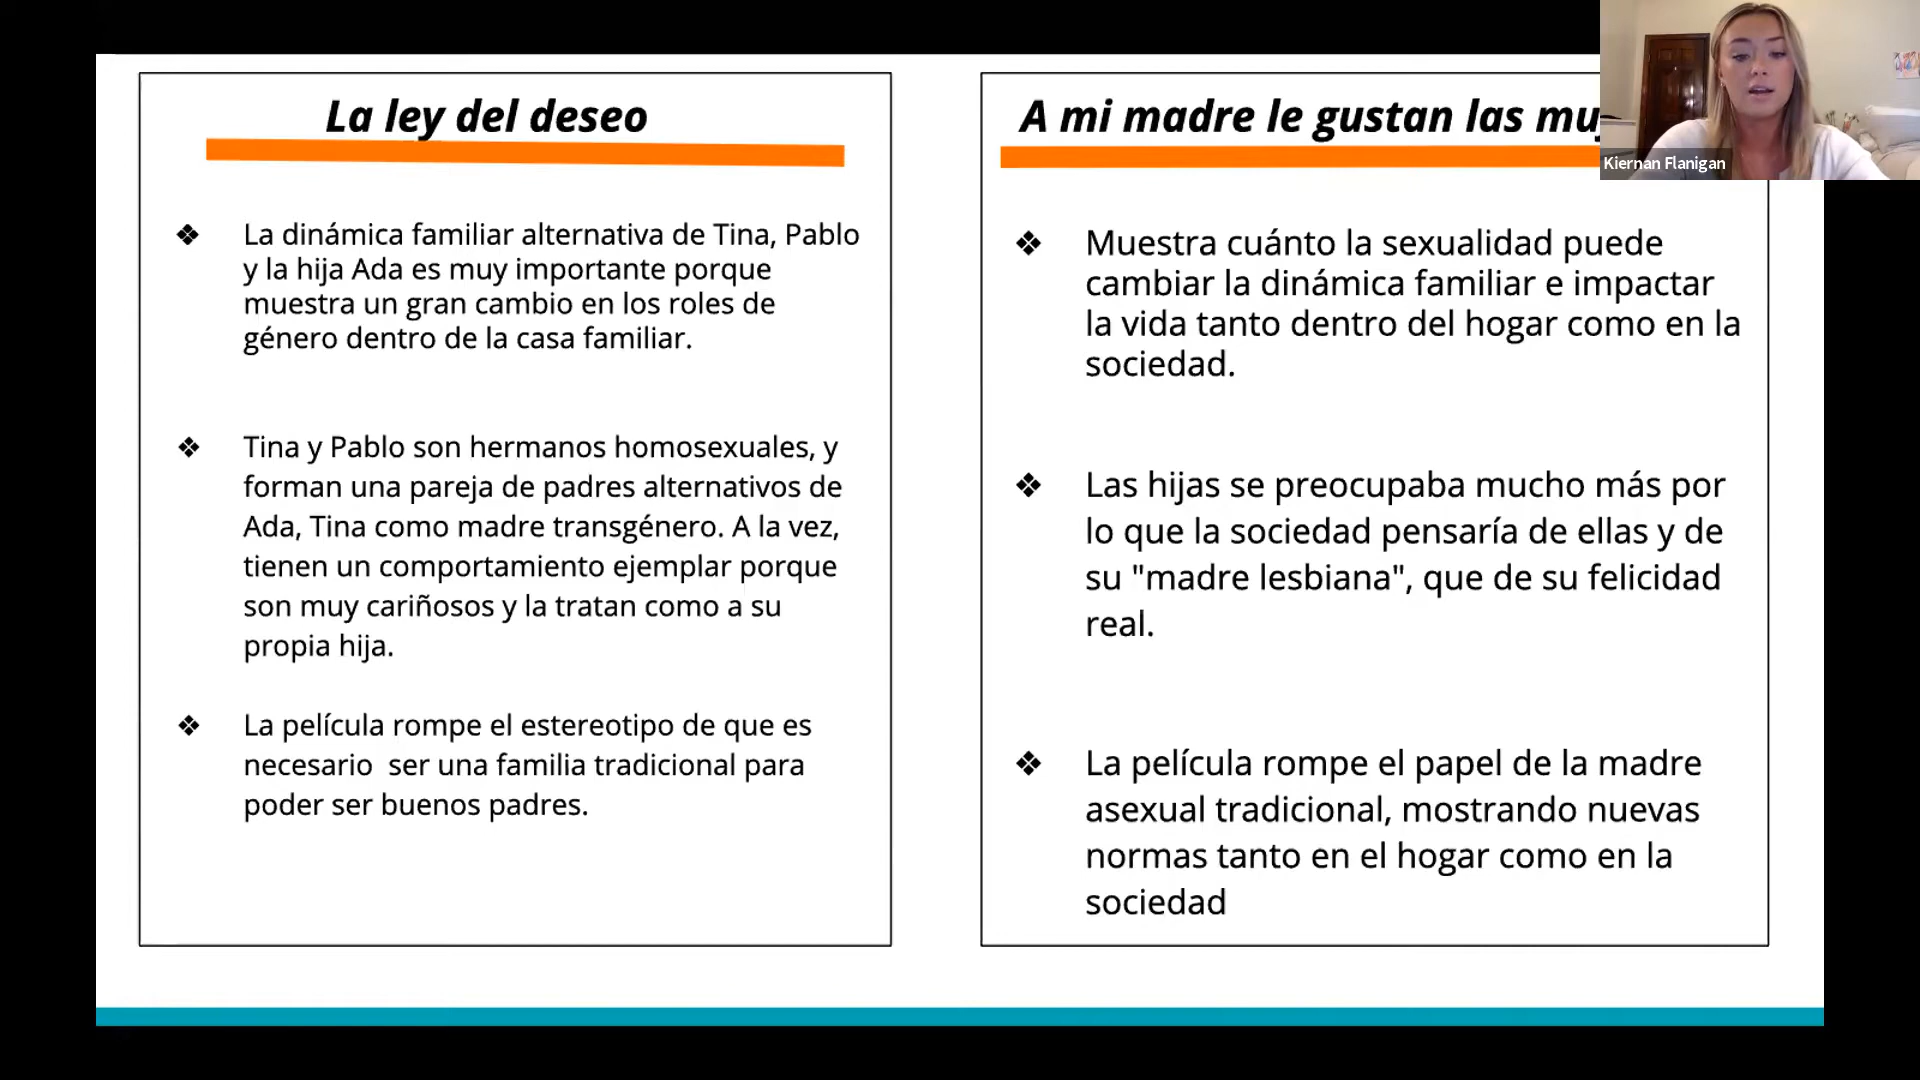 La ley del deseo
La dinámica familiar alternativa de Tina, Pablo
y la hija Ada es muy importante porque
muestra un gran cambio en los roles de
género dentro de la casa familiar.
Tina y Pablo son hermanos homosexuales, y
forman una pareja de padres alternativos de
Ada, Tina como madre transgénero. A la vez,
tienen un comportamiento ejemplar porque
son muy cariñosos y la tratan como a su
propia hija.
La película rompe el estereotipo de que es
necesario  ser una familia tradicional para
poder ser buenos padres.
A mi madre le gustan las
Muestra cuánto la sexualidad puede
cambiar la dinámica familiar e impactar
la vida tanto dentro del hogar como en la
sociedad.
Las hijas se preocupaba mucho más por
lo que la sociedad pensaría de ellas y de
su "madre lesbiana", que de su felicidad
real.
La película rompe el papel de la madre
asexual tradicional, mostrando nuevas
normas tanto en el hogar como en la
sociedad
Kiernan Flanigan